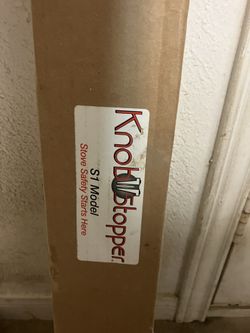 KnobStopper
S1 Model
Stove Safety Starts Here